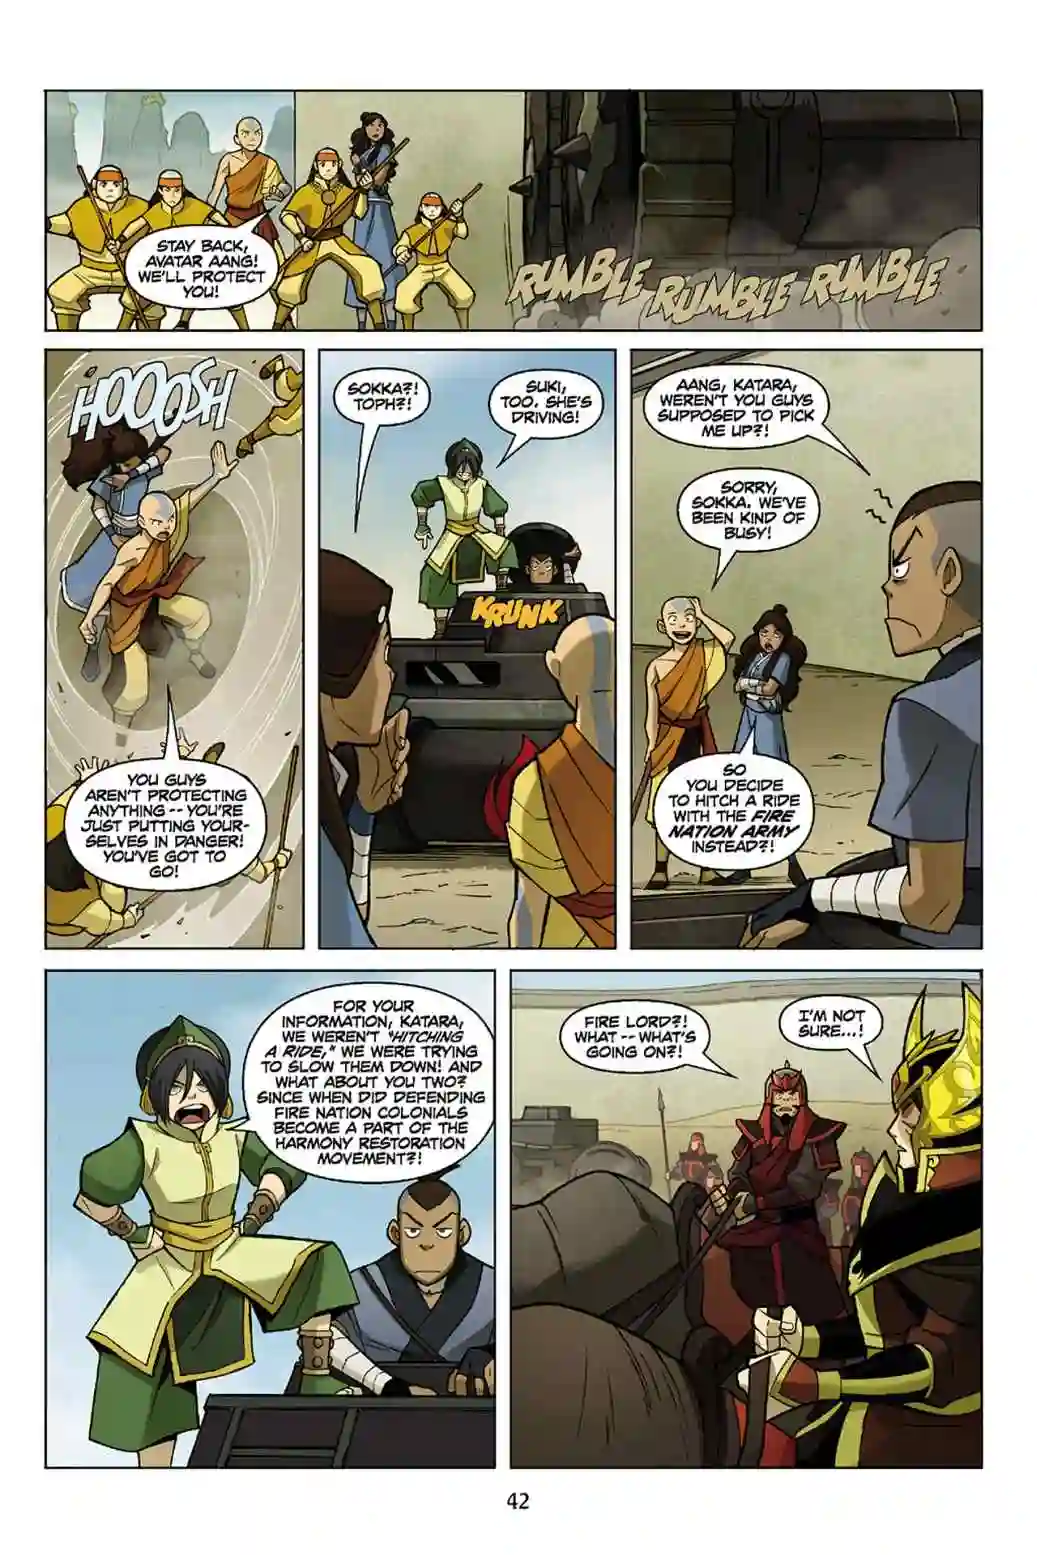 STAY BACK,
AVATAR AANG!
WE'LL PROTECT
YOU!
RUMBLE
RUMBLE
RUMBLE
HOOOSH
YOU GUYS
AREN'T PROTECTING
ANYTHING -- YOU'RE
JUST PUTTING YOUR-
SELVES IN DANGER!
YOU'VE GOT TO
GO!
SOKKA?!
TOPH?!
SUKI,
TOO. SHE'S
DRIVING!
KRUNK
AANG, KATARA,
WEREN'T YOU GUYS
SUPPOSED TO PICK
ME UP?!
SORRY,
SOKKA. WE'VE
BEEN KIND OF
BUSY!
SO
YOU DECIDE
TO HITCH A RIDE
WITH THE FIRE
NATION ARMY
INSTEAD?!
FOR YOUR
INFORMATION, KATARA,
WE WEREN'T "HITCHING
A RIDE," WE WERE TRYING
TO SLOW THEM DOWN! AND
WHAT ABOUT YOU TWO?
SINCE WHEN DID DEFENDING
FIRE NATION COLONIALS
BECOME A PART OF THE
HARMONY RESTORATION
MOVEMENT?!
FIRE LORD?!
WHAT -- WHAT'S
GOING ON?!
I'M NOT
SURE...!
42